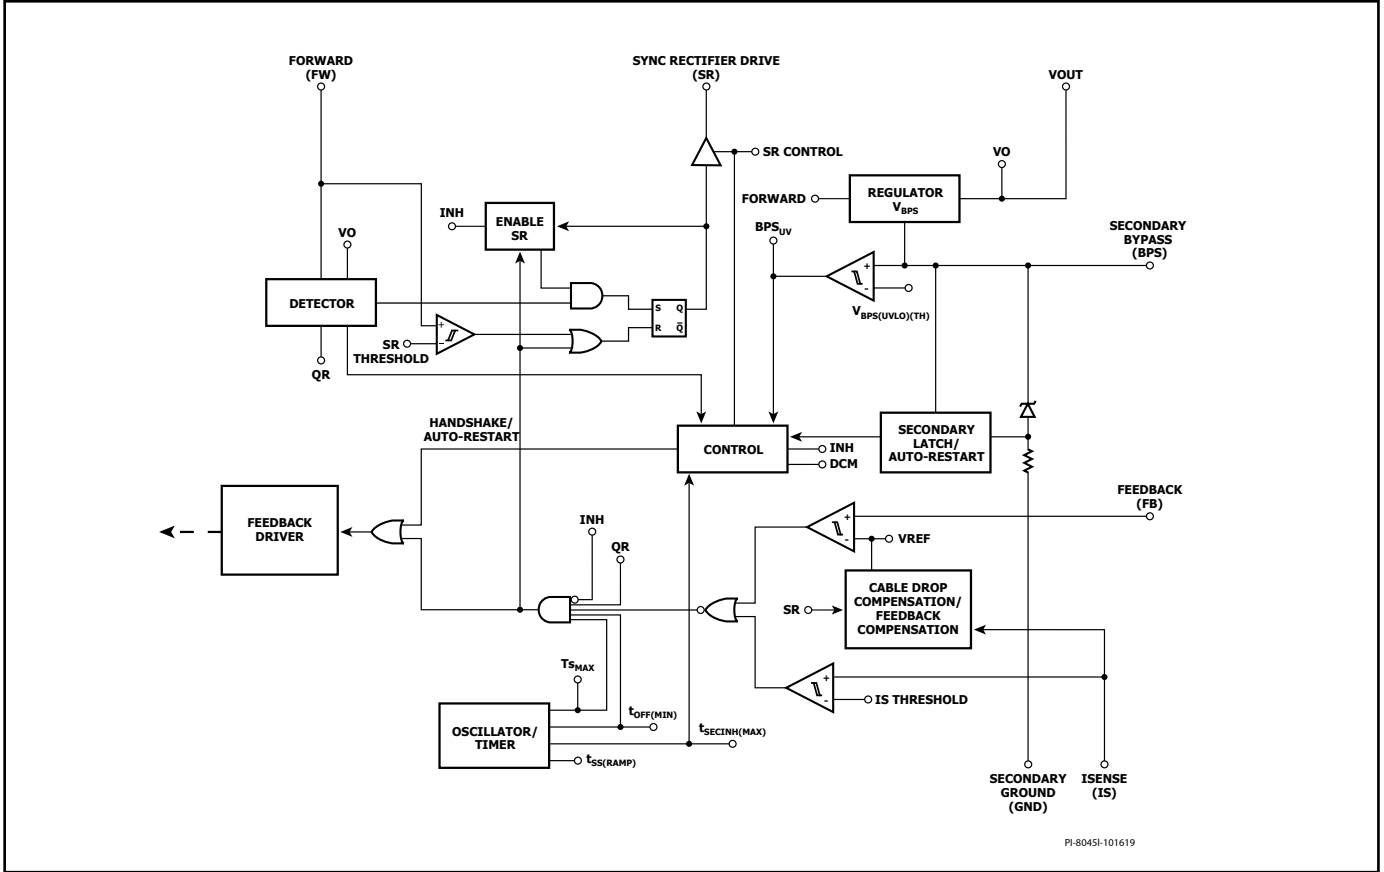 FORWARD
(FW)
SYNC RECTIFIER DRIVE
(SR)
VOUT
SR CONTROL
VO
REGULATOR
VBPS
FORWARD
INH
ENABLE
SR
BPSUV
SECONDARY
BYPASS
(BPS)
VO
DETECTOR
+
-
VBPS(UVLO)(TH)
S Q
R Q̅
+
−
SR
THRESHOLD
QR
HANDSHAKE/
AUTO-RESTART
CONTROL
INH
DCM
SECONDARY
LATCH/
AUTO-RESTART
FEEDBACK
DRIVER
INH
QR
FEEDBACK
(FB)
+
-
VREF
SR
CABLE DROP
COMPENSATION/
FEEDBACK
COMPENSATION
TsMAX
+
-
IS THRESHOLD
OSCILLATOR/
TIMER
tOFF(MIN)
tSECINH(MAX)
tSS(RAMP)
SECONDARY
GROUND
(GND)
ISENSE
(IS)
PI-8045l-101619